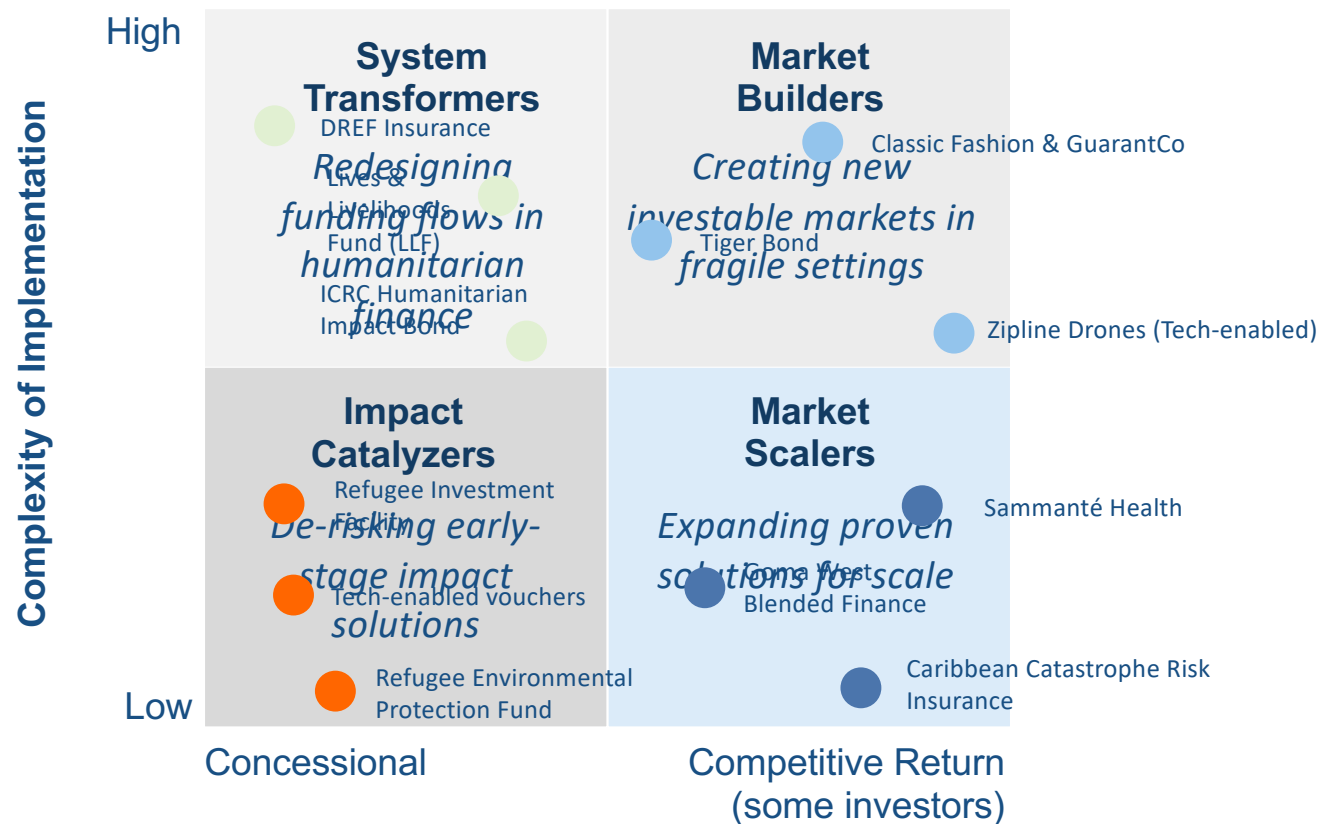 High
Complexity of Implementation
System
Transformers
DREF Insurance
Redesigning
funding flows in
humanitarian
finance
Lives &
Livelihoods
Fund (LLF)
ICRC Humanitarian
Impact Bond
Market
Builders
Classic Fashion & GuarantCo
Creating new
investable markets in
fragile settings
Tiger Bond
Zipline Drones (Tech-enabled)
Impact
Catalyzers
Refugee Investment
Facility
De-risking early-
stage impact
solutions
Tech-enabled vouchers
Refugee Environmental
Protection Fund
Market
Scalers
Sammanté Health
Expanding proven
solutions for scale
Goma West
Blended Finance
Caribbean Catastrophe Risk
Insurance
Low
Concessional
Competitive Return
(some investors)